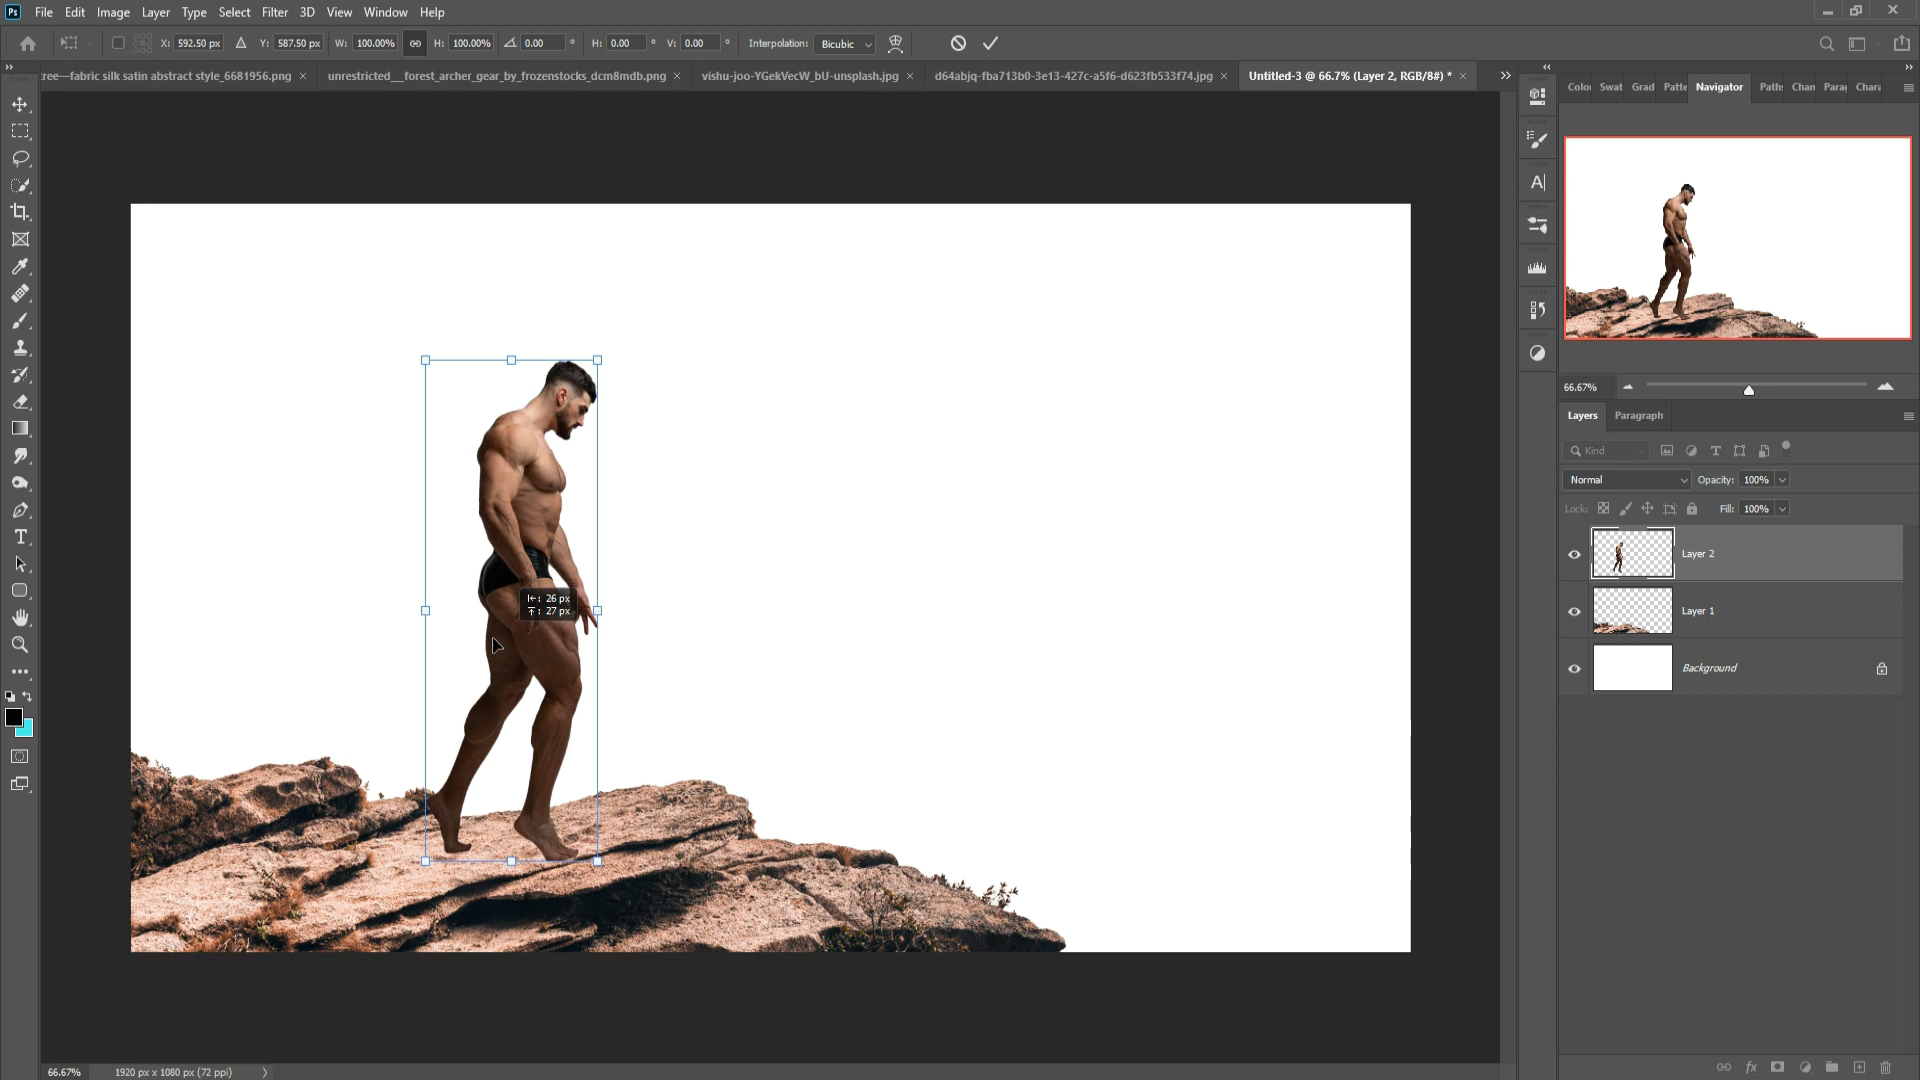 Ps File Edit Image Layer Type Select Filter 3D View Window Help
X: 592.50 px Y: 587.50 px W: 100.00% H: 100.00% 0.00 ° H: 0.00 ° V: 0.00 ° Interpolation: Bicubic
ree—fabric silk satin abstract style_6681956.png × unrestricted__forest_archer_gear_by_frozenstocks_dcm8mdb.png × vishu-joo-YGekVecW_bU-unsplash.jpg × d64abjq-fba713b0-3e13-427c-a5f6-d623fb533f74.jpg × Untitled-3 @ 66.7% (Layer 2, RGB/8#) * ×
Colo Swat Grad Patte Navigator Paths Chan Para Chara
66.67%
Layers Paragraph
Kind
Normal Opacity: 100%
Lock: Fill: 100%
Layer 2
Layer 1
Background
26 px
27 px
66.67% 1920 px x 1080 px (72 ppi)